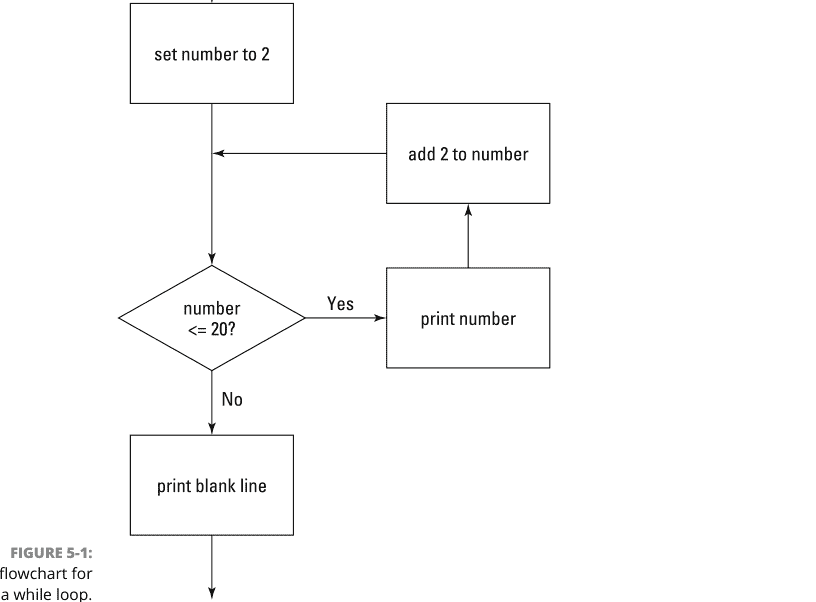 set number to 2
add 2 to number
number
<= 20?
Yes
print number
No
print blank line
FIGURE 5-1:
flowchart for
a while loop.